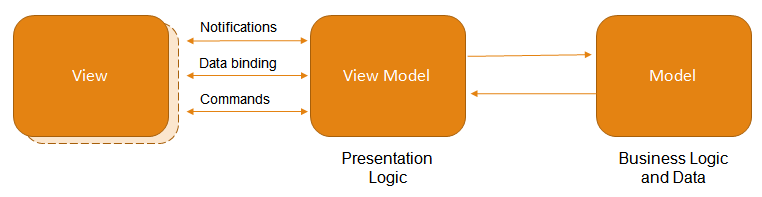 Notifications
Data binding
Commands
View
View Model
Model
Presentation
Logic
Business Logic
and Data